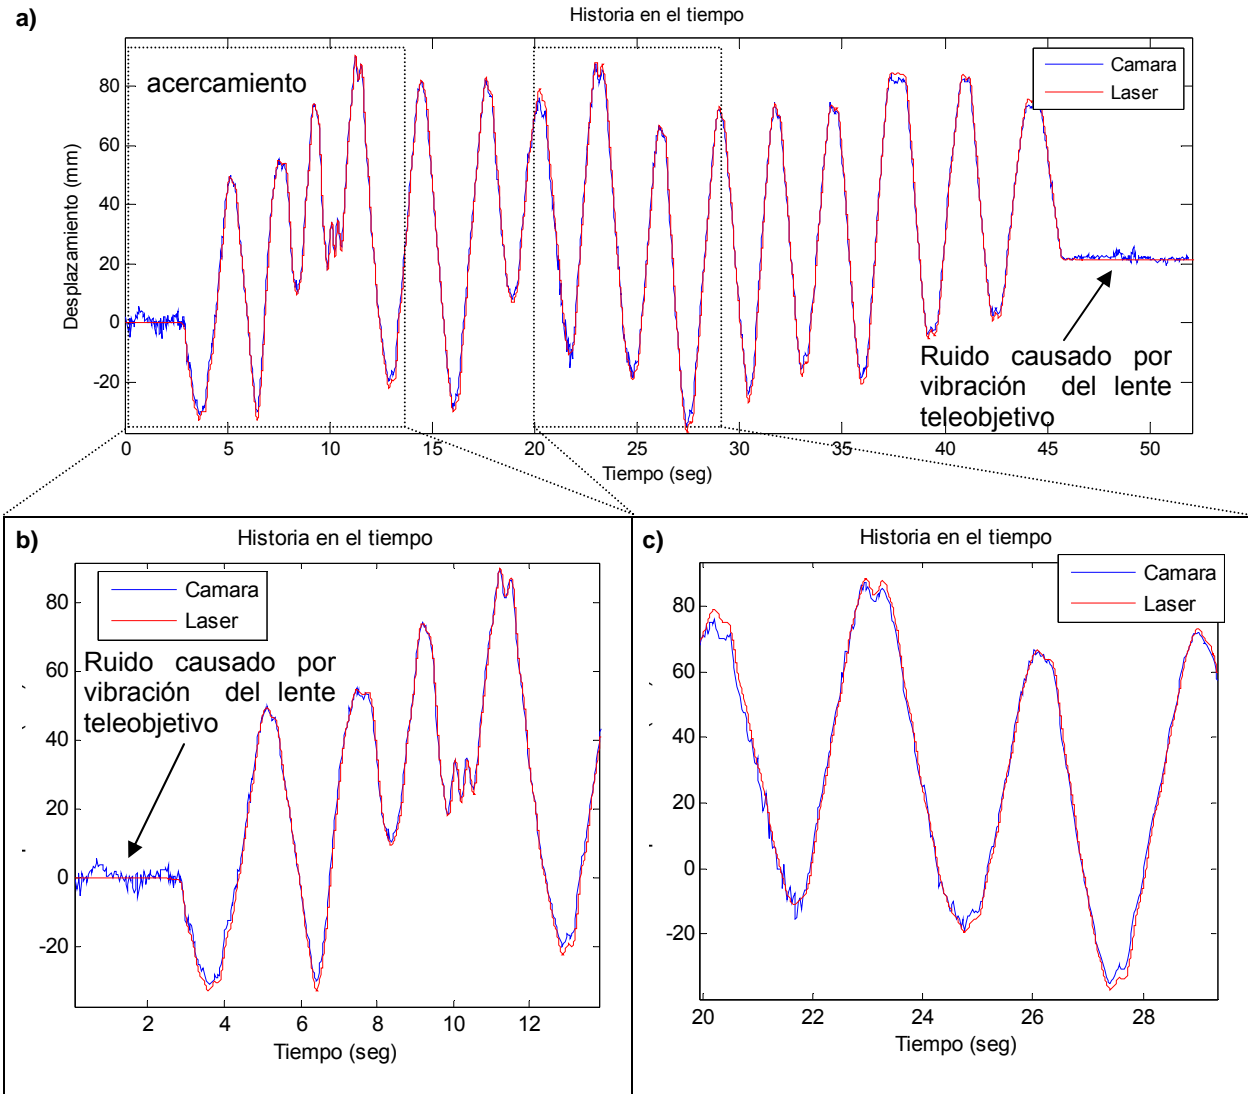 a)
Historia en el tiempo
acercamiento
Camara
Laser
Desplazamiento (mm)
80
60
40
20
0
-20
Ruido causado por
vibración del lente
teleobjetivo
0 5 10 15 20 25 30 35 40 45 50
Tiempo (seg)
b)
Historia en el tiempo
Camara
Laser
Ruido causado por
vibración del lente
teleobjetivo
80
60
40
20
0
-20
2 4 6 8 10 12
Tiempo (seg)
c)
Historia en el tiempo
Camara
Laser
80
60
40
20
0
-20
20 22 24 26 28
Tiempo (seg)